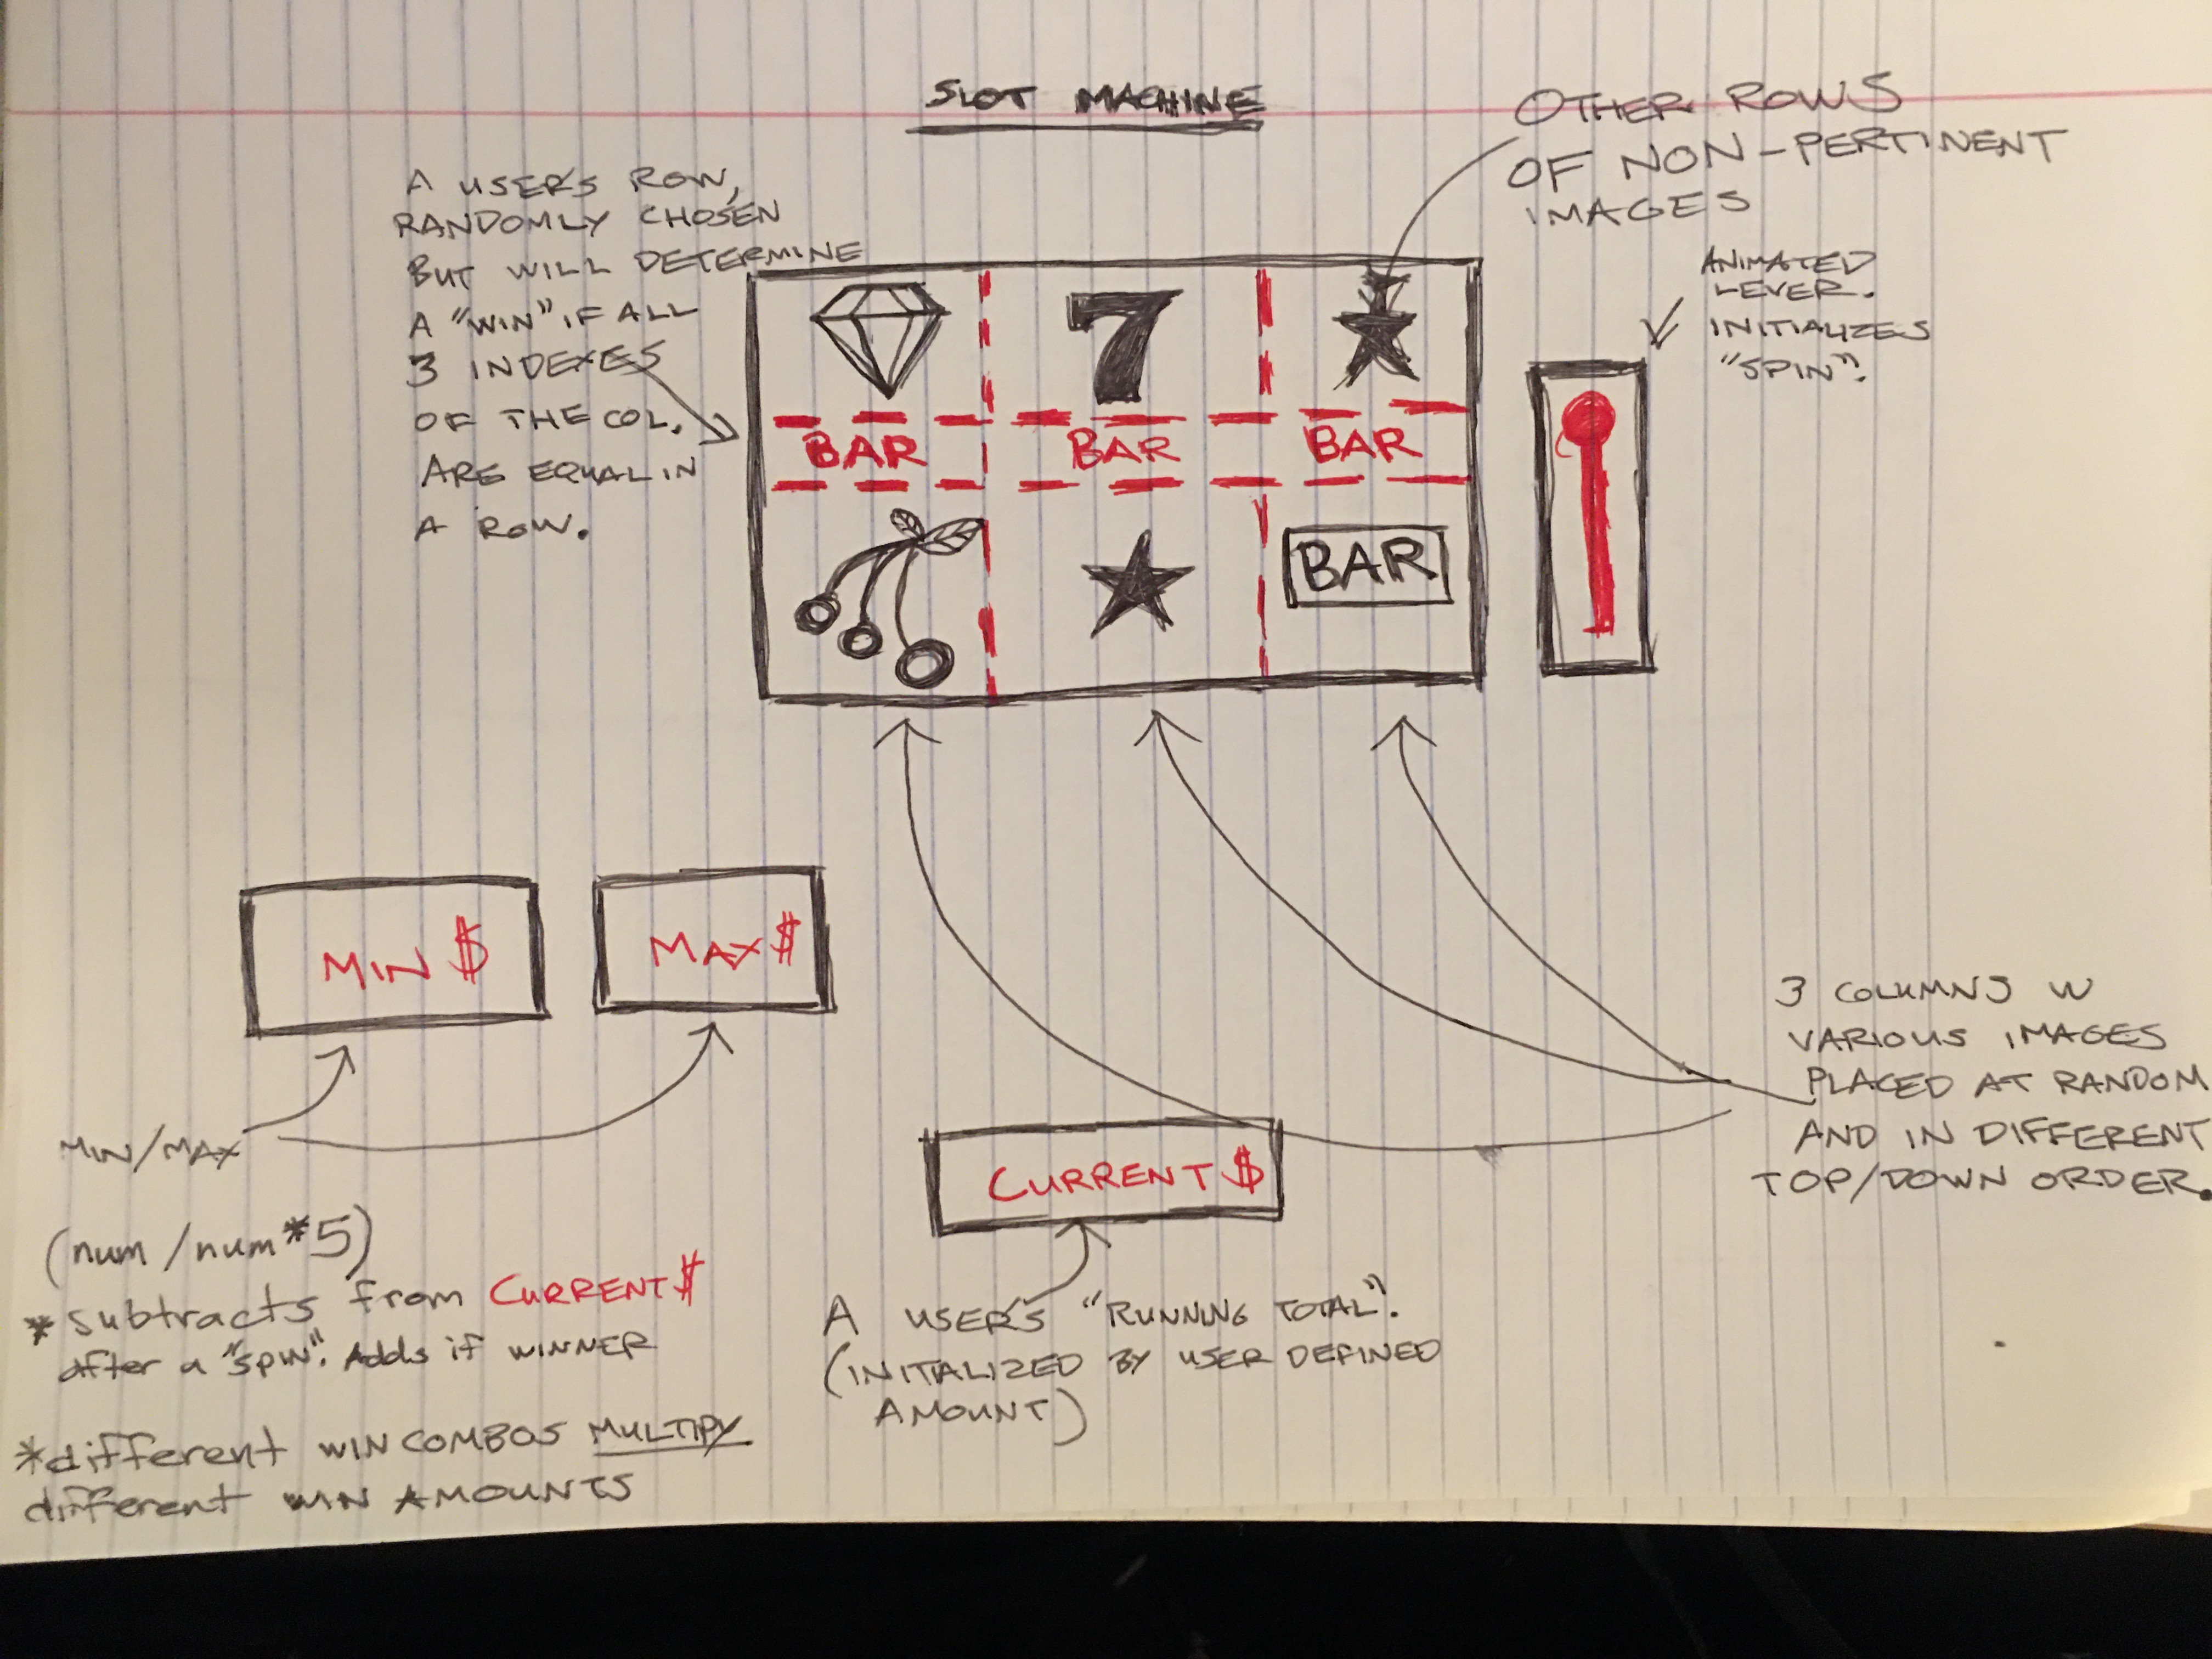 SLOT MACHINE
A USER'S ROW,
RANDOMLY CHOSEN
BUT WILL DETERMINE
A "WIN" IF ALL
3 INDEXES
OF THE COL.
ARE EQUAL IN
A ROW.
OTHER ROWS
OF NON-PERTINENT
IMAGES
ANIMATED
LEVER.
INITIALIZES
"SPIN".
7
BAR BAR BAR
BAR
MIN $
MAX $
MIN/MAX
(num/num*5)
*subtracts from CURRENT $
after a "SPIN". Adds if WINNER
*different WIN COMBOS MULTIPY
different WIN AMOUNTS
CURRENT $
A USER'S "RUNNING TOTAL".
(INITIALIZED BY USER DEFINED
AMOUNT)
3 COLUMNS W
VARIOUS IMAGES
PLACED AT RANDOM
AND IN DIFFERENT
TOP/DOWN ORDER.